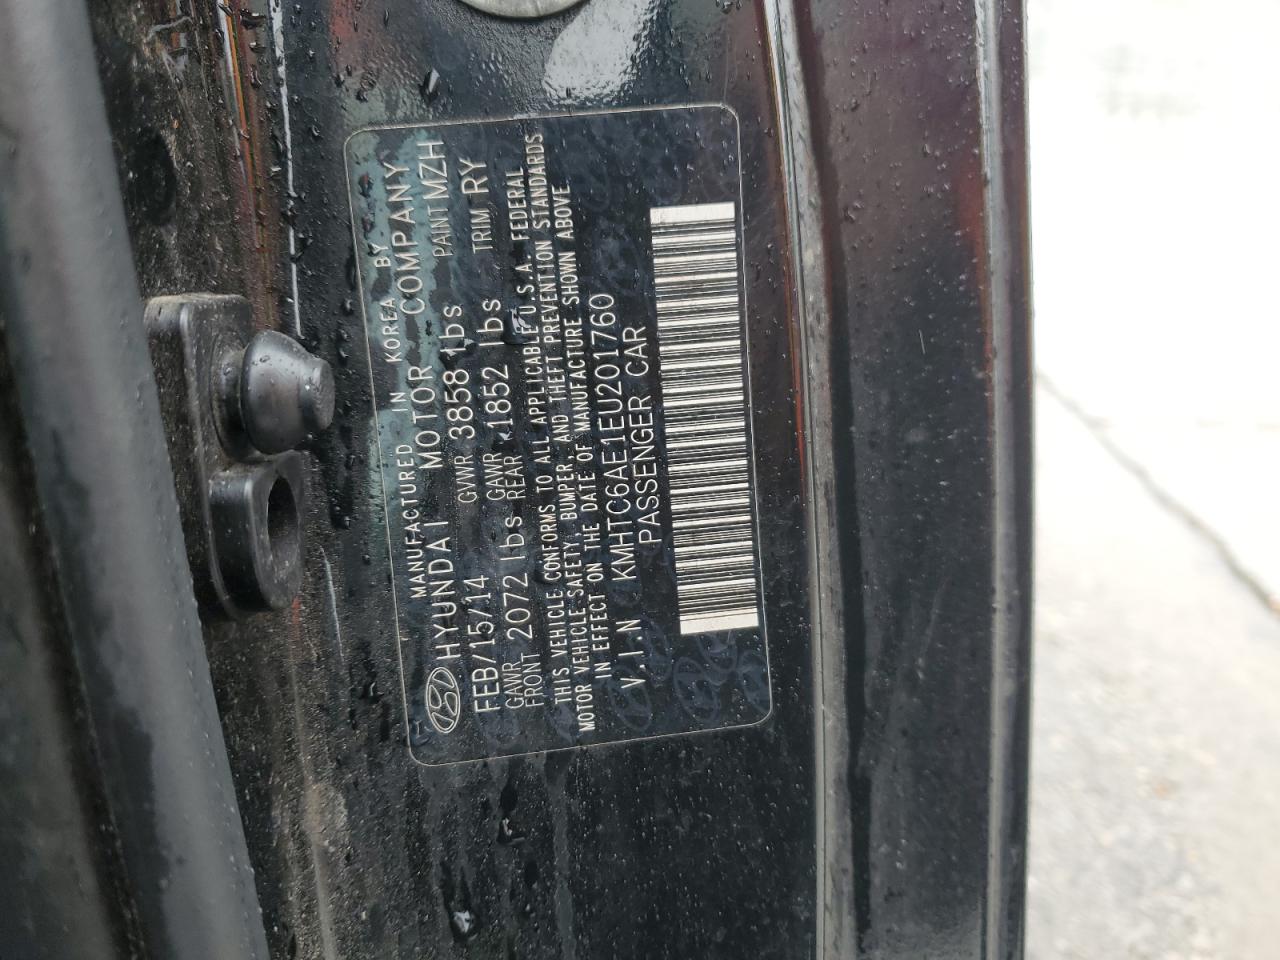 MANUFACTURED IN KOREA BY
HYUNDAI MOTOR COMPANY
FEB/15/14 GVWR 3858 lbs PAINT MZH
GAWR FRONT 2072 lbs GAWR REAR 1852 lbs TRIM RY
THIS VEHICLE CONFORMS TO ALL APPLICABLE U.S.A. FEDERAL
MOTOR VEHICLE SAFETY, BUMPER, AND THEFT PREVENTION STANDARDS
IN EFFECT ON THE DATE OF MANUFACTURE SHOWN ABOVE
V.I.N KMHTC6AE1EU201760
PASSENGER CAR